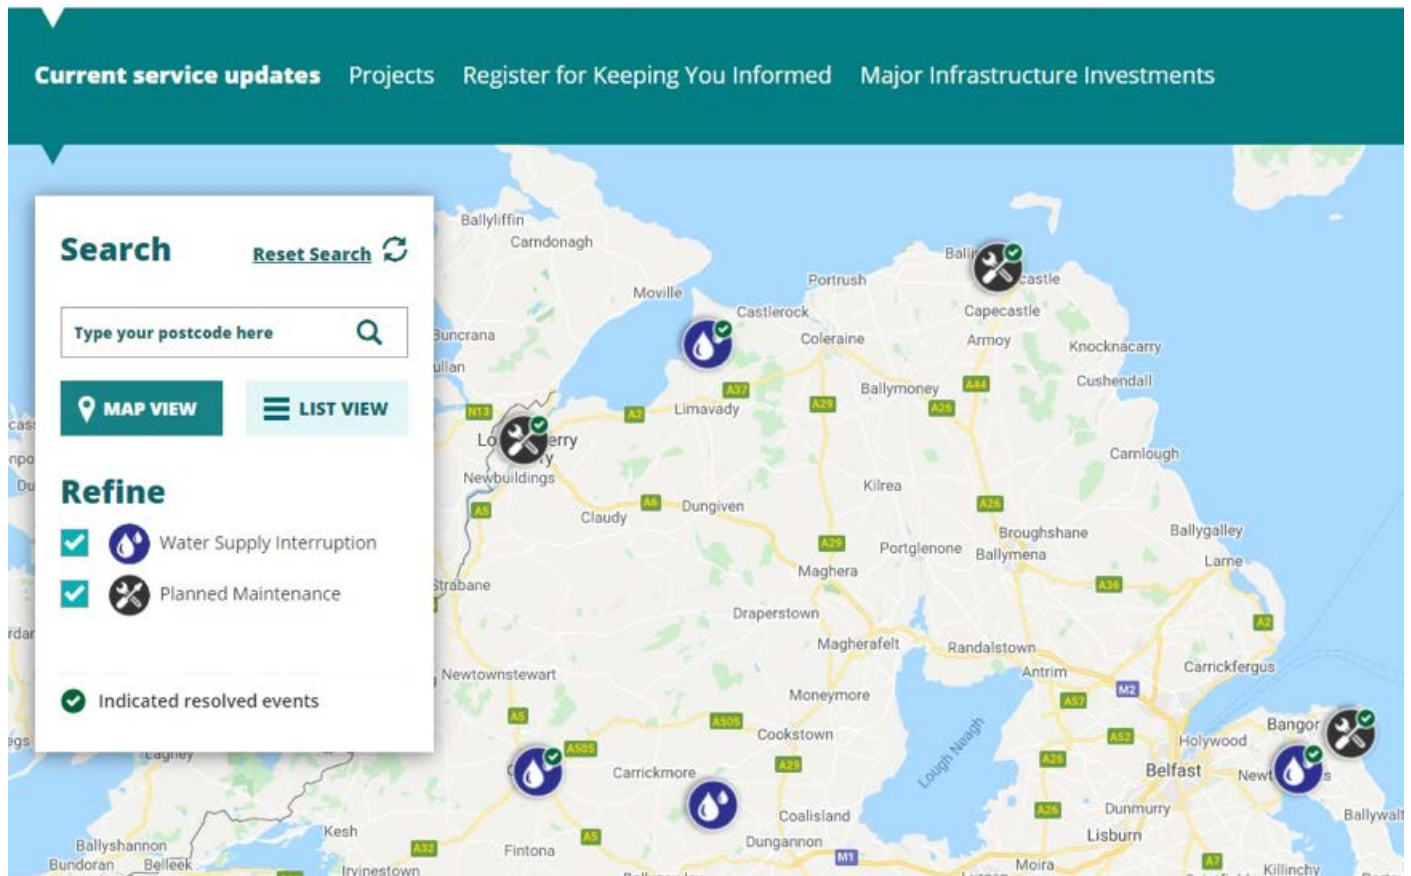 Current service updates Projects Register for Keeping You Informed Major Infrastructure Investments
Search
Reset Search
Type your postcode here
MAP VIEW
LIST VIEW
Refine
Water Supply Interruption
Planned Maintenance
Indicated resolved events
Ballyliffin
Carndonagh
Portrush
Moville
Castlerock
Capecastle
Buncrana
Coleraine
Armoy
Knocknacarry
A37
A44
Ballymoney
Cushendall
N13
A2
Limavady
A29
A26
Carnlough
Newbuildings
Kilrea
A5
A6
Dungiven
A26
Claudy
Broughshane
Ballygalley
A29
Portglenone
Ballymena
Larne
Maghera
Strabane
A36
Draperstown
A2
Magherafelt
Randalstown
Newtownstewart
Antrim
Carrickfergus
Moneymore
M2
A57
A5
A505
Bangor
Cookstown
A52
Holywood
A505
Lough Neagh
A26
Carrickmore
A29
Belfast
A26
Dunmurry
Coalisland
Kesh
A5
Dungannon
Lisburn
Ballyshannon
A32
Fintona
M1
A7
Bundoran
Belleek
Irvinestown
Moira
Killinchy